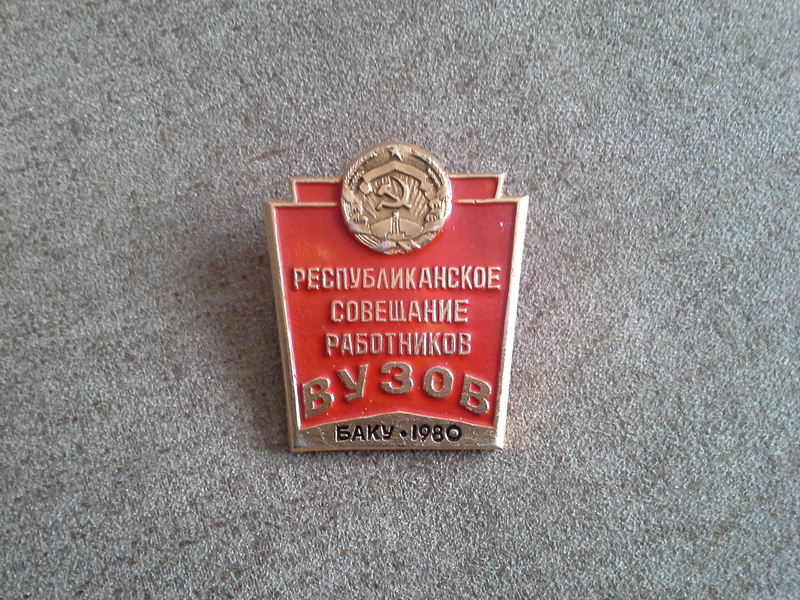 РЕСПУБЛИКАНСКОЕ
СОВЕЩАНИЕ
РАБОТНИКОВ
ВУЗОВ
БАКУ • 1980